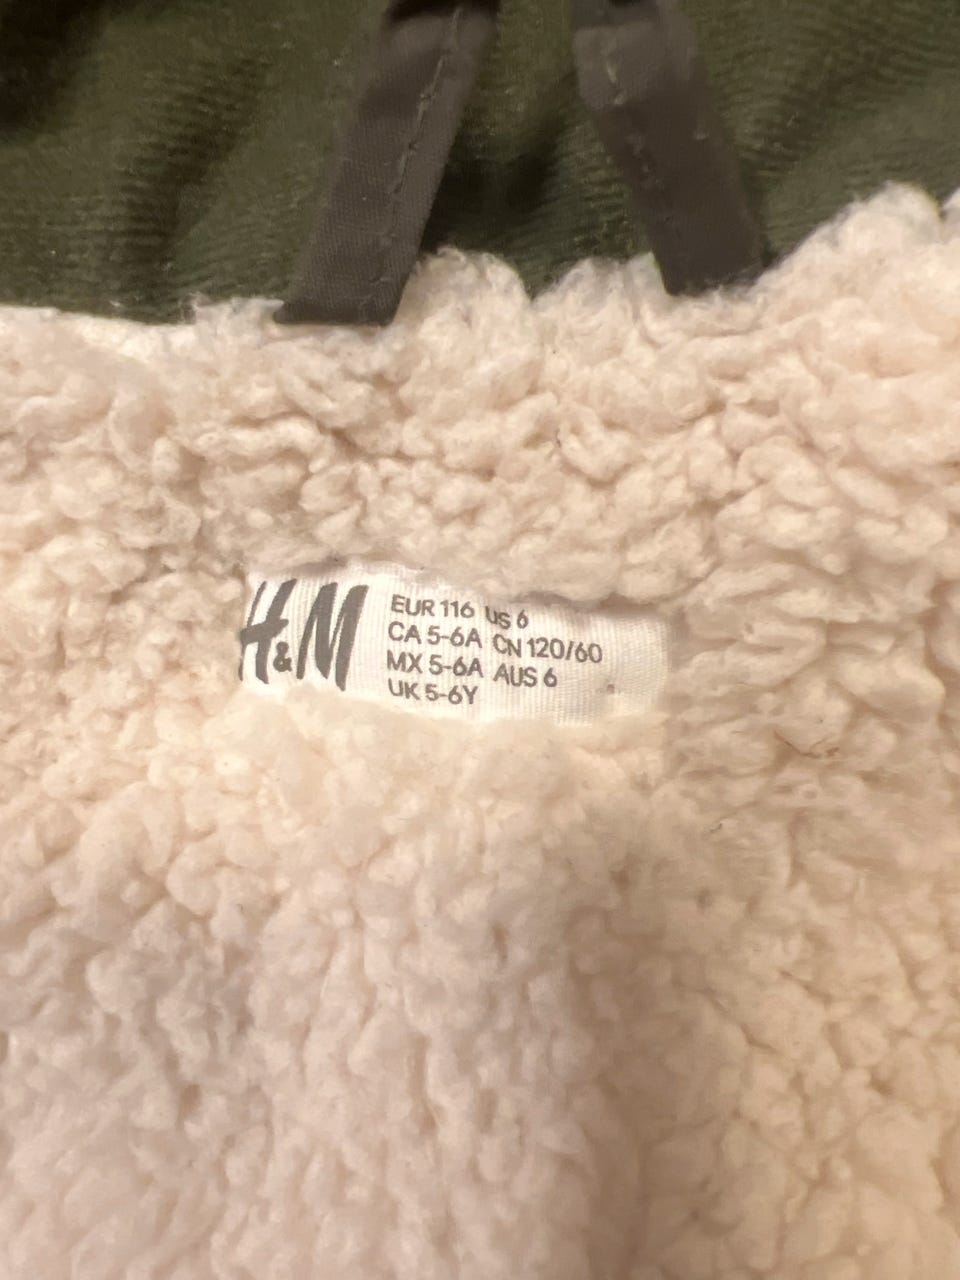 H&M
EUR 116 US 6
CA 5-6A CN 120/60
MX 5-6A AUS 6
UK 5-6Y